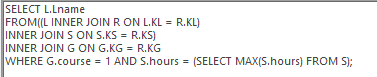 SELECT L.Lname
FROM((L INNER JOIN R ON L.KL = R.KL)
INNER JOIN S ON S.KS = R.KS)
INNER JOIN G ON G.KG = R.KG
WHERE G.course = 1 AND S.hours = (SELECT MAX(S.hours) FROM S);